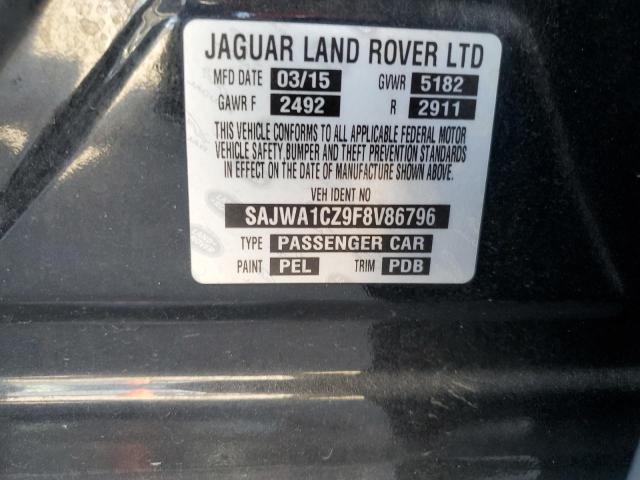 JAGUAR LAND ROVER LTD
MFD DATE 03/15 GVWR 5182
GAWR F 2492 R 2911
THIS VEHICLE CONFORMS TO ALL APPLICABLE FEDERAL MOTOR
VEHICLE SAFETY,BUMPER AND THEFT PREVENTION STANDARDS
IN EFFECT ON THE DATE OF MANUFACTURE SHOWN ABOVE.
VEH IDENT NO
SAJWA1CZ9F8V86796
TYPE PASSENGER CAR
PAINT PEL TRIM PDB